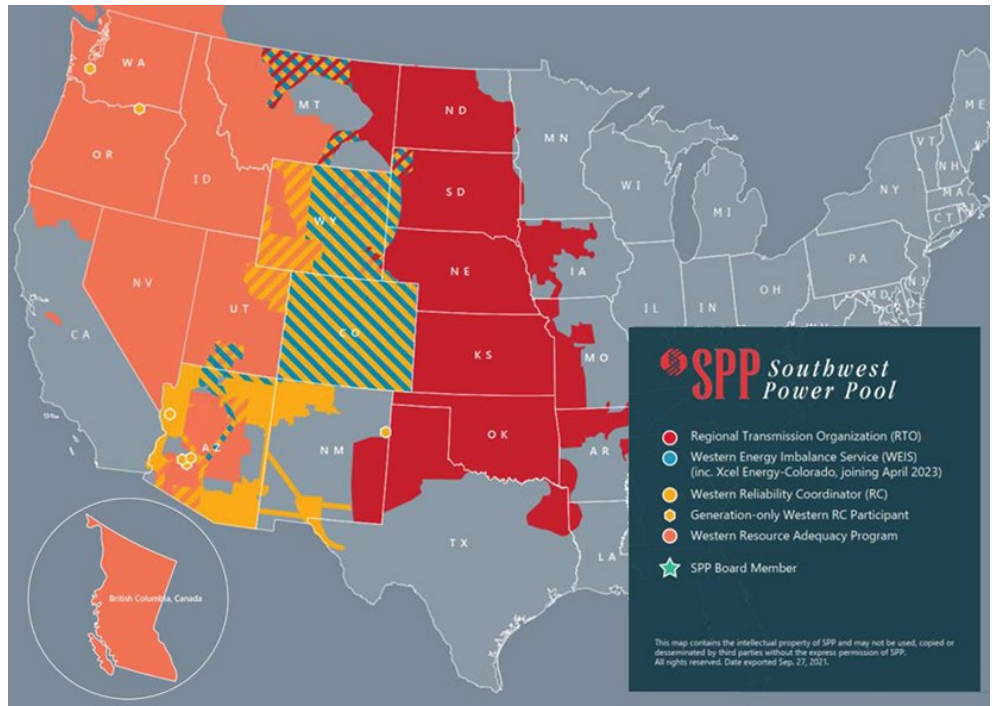 WA
MT
ND
MN
ME
VT
NH
OR
ID
SD
WI
MI
NY
MA
CT
WY
NE
IA
PA
NV
UT
CO
KS
IL
IN
OH
NJ
MD
CA
MO
AZ
NM
OK
AR
TX
LA
SPP Southwest
Power Pool
Regional Transmission Organization (RTO)
Western Energy Imbalance Service (WEIS)
(inc. Xcel Energy-Colorado, joining April 2023)
Western Reliability Coordinator (RC)
Generation-only Western RC Participant
Western Resource Adequacy Program
SPP Board Member
British Columbia, Canada
This map contains the intellectual property of SPP and may not be used, copied or
desseminated by third parties without the express permission of SPP.
All rights reserved. Date exported Sep. 27, 2021.